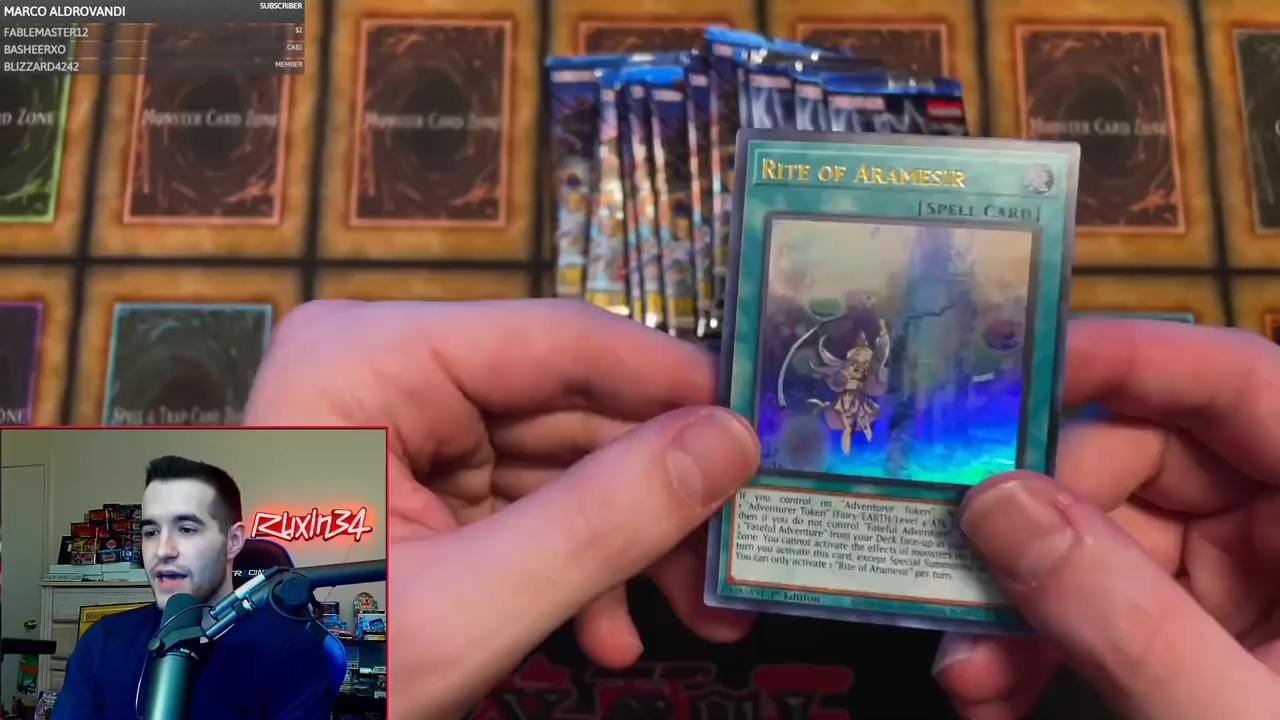 MARCO ALDROVANDI
SUBSCRIBER
FABLEMASTER12
$2
BASHEERXO
CA$5
BLIZZARD4242
MEMBER
D ZONE
MONSTER CARD ZONE
MONSTER CARD ZONE
MONSTER CARD ZONE
ONE
SPELL & TRAP CARD
RITE OF ARAMESIR
[SPELL CARD]
If you control no "Adventurer Token"
1 "Adventurer Token" (Fairy/EARTH/Level 4/ATK
then if you do not control "Fateful Adventure"
1 "Fateful Adventure" from your Deck face-up in
Zone. You cannot activate the effects of monsters
turn you activate this card, except Special Summoned
You can only activate 1 "Rite of Aramesir" per turn.
1st Edition
Ruxin34